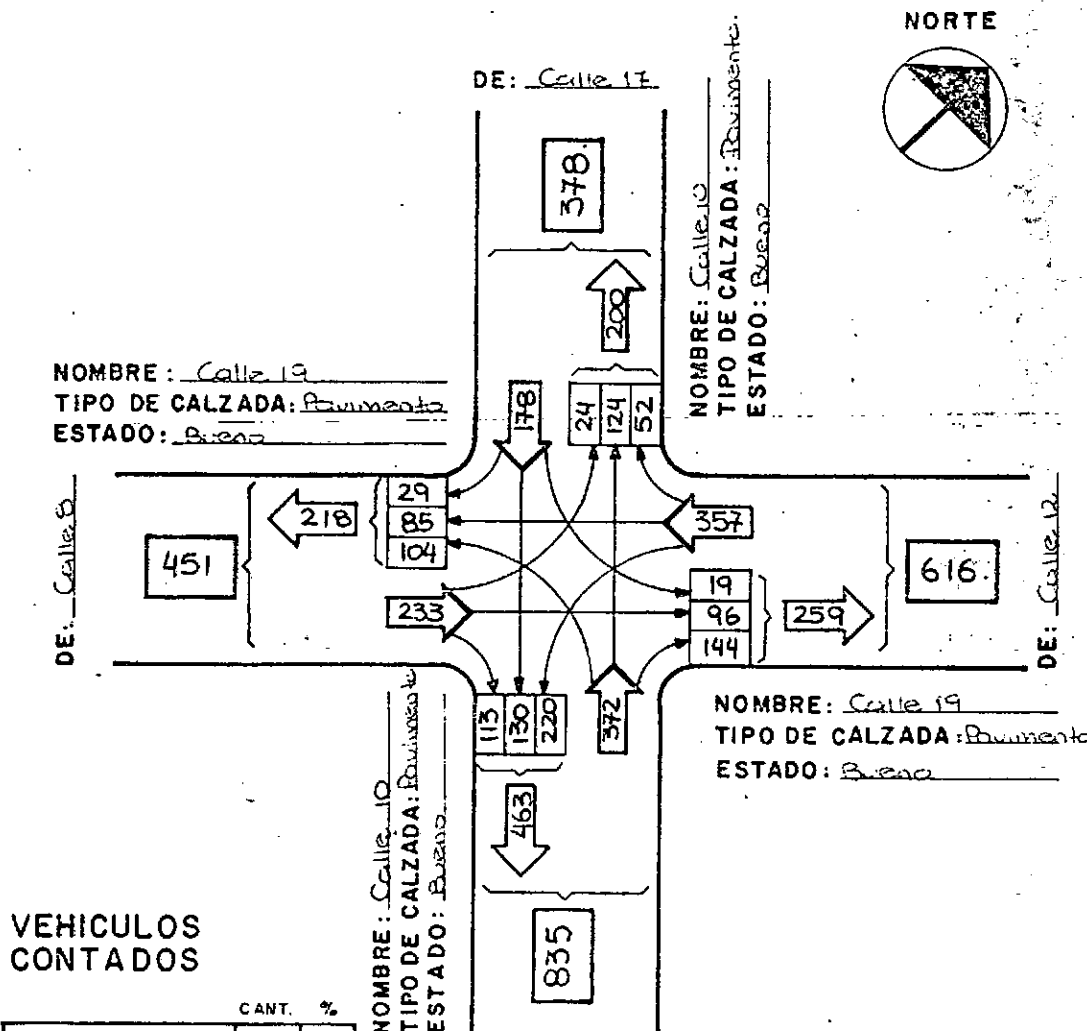 NORTE
DE: Calle 17
378.
NOMBRE: Calle 10
TIPO DE CALZADA: Pavimento.
ESTADO: Bueno
200
24 124 52
178
NOMBRE: Calle 19
TIPO DE CALZADA: Pavimento
ESTADO: Bueno
DE: Calle 8
451
218
29
85
104
357
233
19
96
144
259
616.
DE: Calle 12
113 130 220
372
463
835
NOMBRE: Calle 19
TIPO DE CALZADA: Pavimento
ESTADO: Bueno
NOMBRE: Calle 10
TIPO DE CALZADA: Pavimento
ESTADO: Bueno
VEHICULOS
CONTADOS
CANT. %